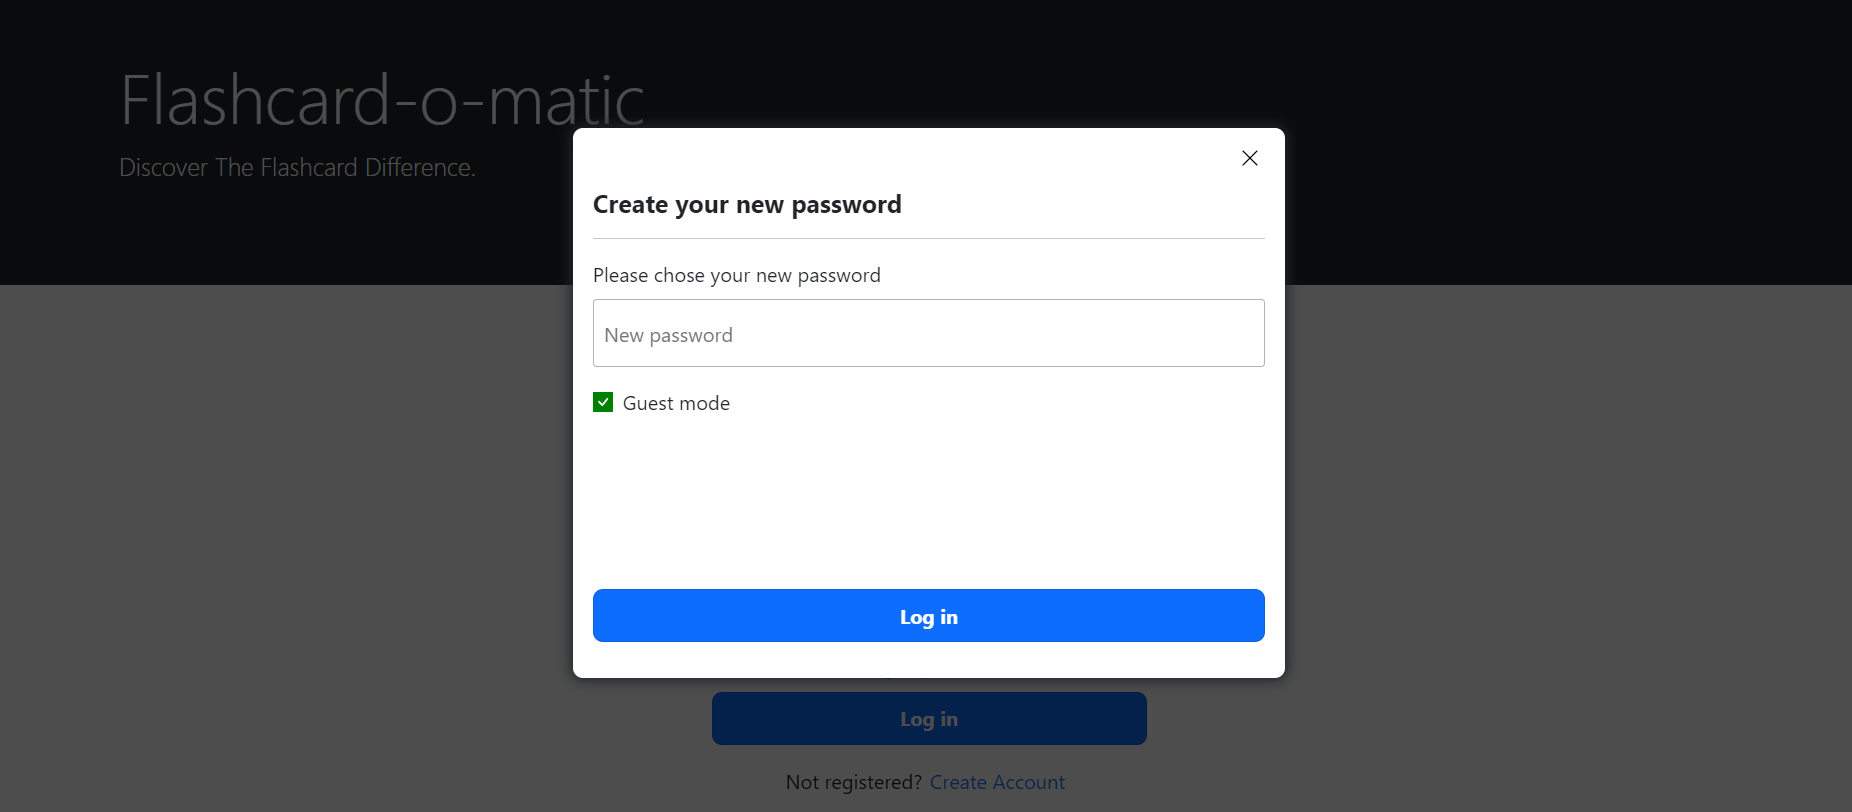 Flashcard-o-matic
Discover The Flashcard Difference.
Create your new password
Please chose your new password
New password
Guest mode
Log in
Log in
Not registered? Create Account